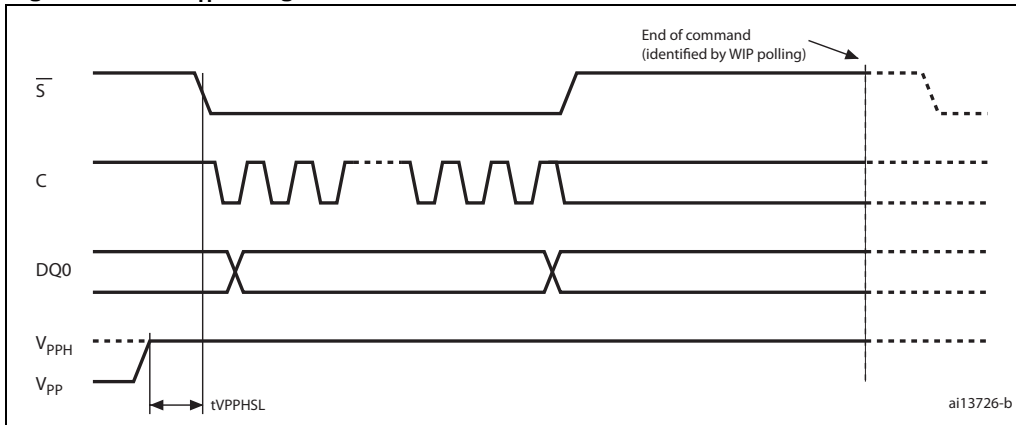 End of command
(identified by WIP polling)
S
C
DQ0
VPPH
VPP
tVPPHSL
ai13726-b